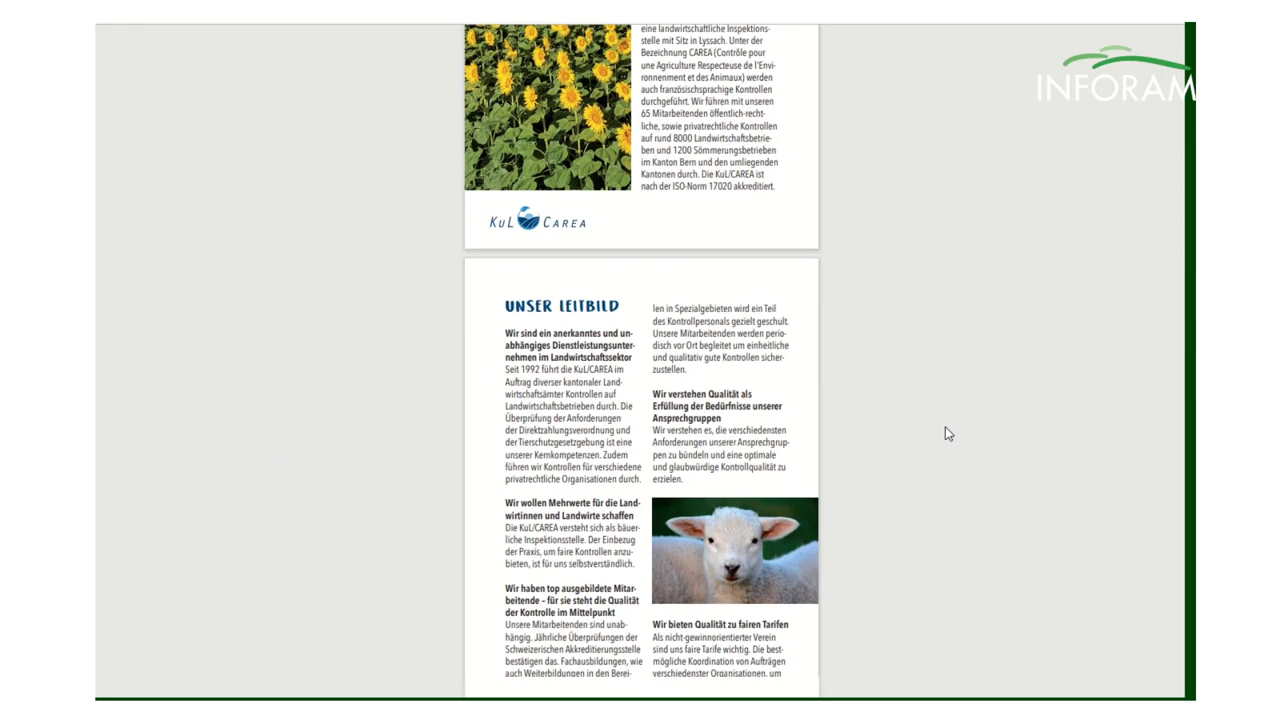 eine landwirtschaftliche Inspektions-
stelle mit Sitz in Lyssach. Unter der
Bezeichnung CAREA (Contrôle pour
une Agriculture Respecteuse de l'Envi-
ronnenment et des Animaux) werden
auch französischsprachige Kontrollen
durchgeführt. Wir führen mit unseren
65 Mitarbeitenden öffentlich-recht-
liche, sowie privatrechtliche Kontrollen
auf rund 8000 Landwirtschaftsbetrie-
ben und 1200 Sömmerungsbetrieben
im Kanton Bern und den umliegenden
Kantonen durch. Die KuL/CAREA ist
nach der ISO-Norm 17020 akkreditiert.
INFORAMA
KUL CAREA
UNSER LEITBILD
Wir sind ein anerkanntes und un-
abhängiges Dienstleistungsunter-
nehmen im Landwirtschaftssektor
Seit 1992 führt die KuL/CAREA im
Auftrag diverser kantonaler Land-
wirtschaftsämter Kontrollen auf
Landwirtschaftsbetrieben durch. Die
Überprüfung der Anforderungen
der Direktzahlungsverordnung und
der Tierschutzgesetzgebung ist eine
unserer Kernkompetenzen. Zudem
führen wir Kontrollen für verschiedene
privatrechtliche Organisationen durch.
Wir wollen Mehrwerte für die Land-
wirtinnen und Landwirte schaffen
Die KuL/CAREA versteht sich als bäuer-
liche Inspektionsstelle. Der Einbezug
der Praxis, um faire Kontrollen anzu-
bieten, ist für uns selbstverständlich.
Wir haben top ausgebildete Mitar-
beitende – für sie steht die Qualität
der Kontrolle im Mittelpunkt
Unsere Mitarbeitenden sind unab-
hängig. Jährliche Überprüfungen der
Schweizerischen Akkreditierungsstelle
bestätigen das. Fachausbildungen, wie
auch Weiterbildungen in den Berei-
len in Spezialgebieten wird ein Teil
des Kontrollpersonals gezielt geschult.
Unsere Mitarbeitenden werden perio-
disch vor Ort begleitet um einheitliche
und qualitativ gute Kontrollen sicher-
zustellen.
Wir verstehen Qualität als
Erfüllung der Bedürfnisse unserer
Ansprechgruppen
Wir verstehen es, die verschiedensten
Anforderungen unserer Ansprechgrup-
pen zu bündeln und eine optimale
und glaubwürdige Kontrollqualität zu
erzielen.
Wir bieten Qualität zu fairen Tarifen
Als nicht-gewinnorientierter Verein
sind uns faire Tarife wichtig. Die best-
mögliche Koordination von Aufträgen
verschiedenster Organisationen, um